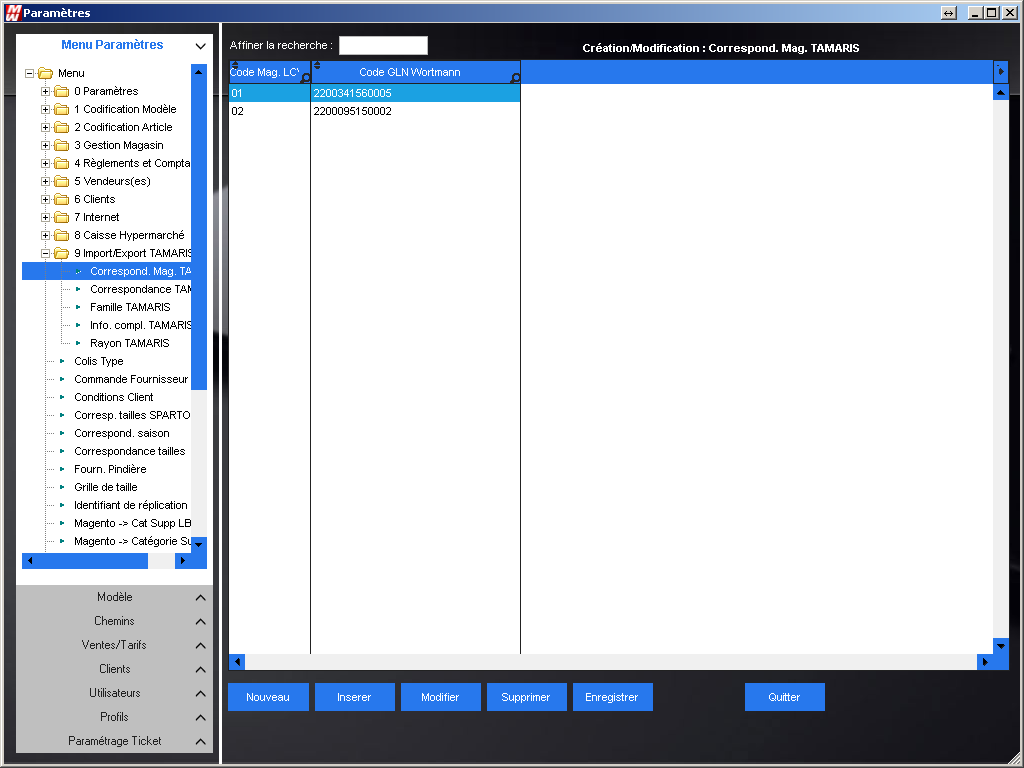 Paramètres
Menu Paramètres
Menu
0 Paramètres
1 Codification Modèle
2 Codification Article
3 Gestion Magasin
4 Règlements et Compta
5 Vendeurs(es)
6 Clients
7 Internet
8 Caisse Hypermarché
9 Import/Export TAMARIS
Correspond. Mag. TA
Correspondance TAM
Famille TAMARIS
Info. compl. TAMARIS
Rayon TAMARIS
Colis Type
Commande Fournisseur
Conditions Client
Corresp. tailles SPARTO
Correspond. saison
Correspondance tailles
Fourn. Pindière
Grille de taille
Identifiant de réplication
Magento -> Cat Supp LB
Magento -> Catégorie Su
Modèle
Chemins
Ventes/Tarifs
Clients
Utilisateurs
Profils
Paramétrage Ticket
Affiner la recherche :
Création/Modification : Correspond. Mag. TAMARIS
Code Mag. LCV Code GLN Wortmann
01 2200341560005
02 2200095150002
Nouveau Inserer Modifier Supprimer Enregistrer Quitter